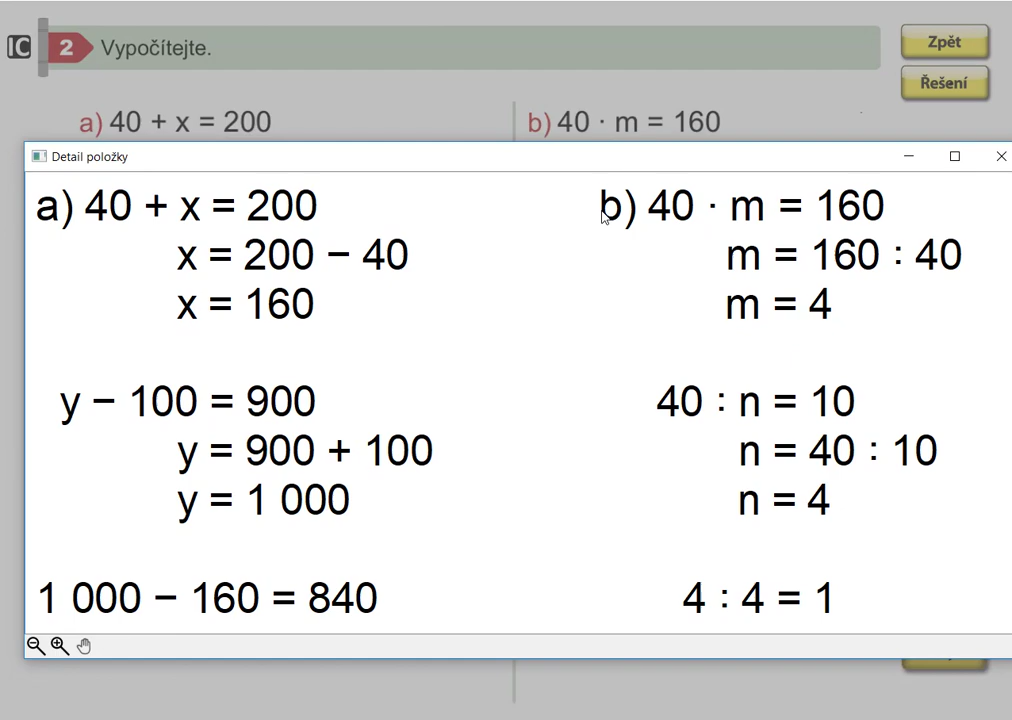 IC
2 Vypočítejte.
Zpět
Řešení
a) 40 + x = 200
b) 40 · m = 160
Detail položky
a) 40 + x = 200
x = 200 − 40
x = 160
y − 100 = 900
y = 900 + 100
y = 1 000
1 000 − 160 = 840
b) 40 · m = 160
m = 160 : 40
m = 4
40 : n = 10
n = 40 : 10
n = 4
4 : 4 = 1